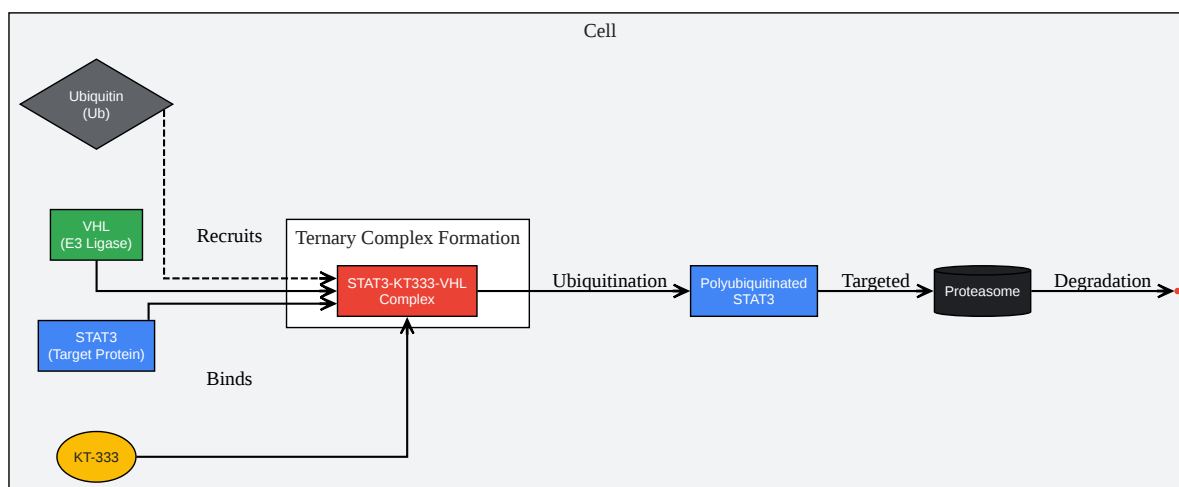 Cell
Ubiquitin
(Ub)
VHL
(E3 Ligase)
Recruits
STAT3
(Target Protein)
Binds
KT-333
Ternary Complex Formation
STAT3-KT333-VHL
Complex
Ubiquitination
Polyubiquitinated
STAT3
Targeted
Proteasome
Degradation